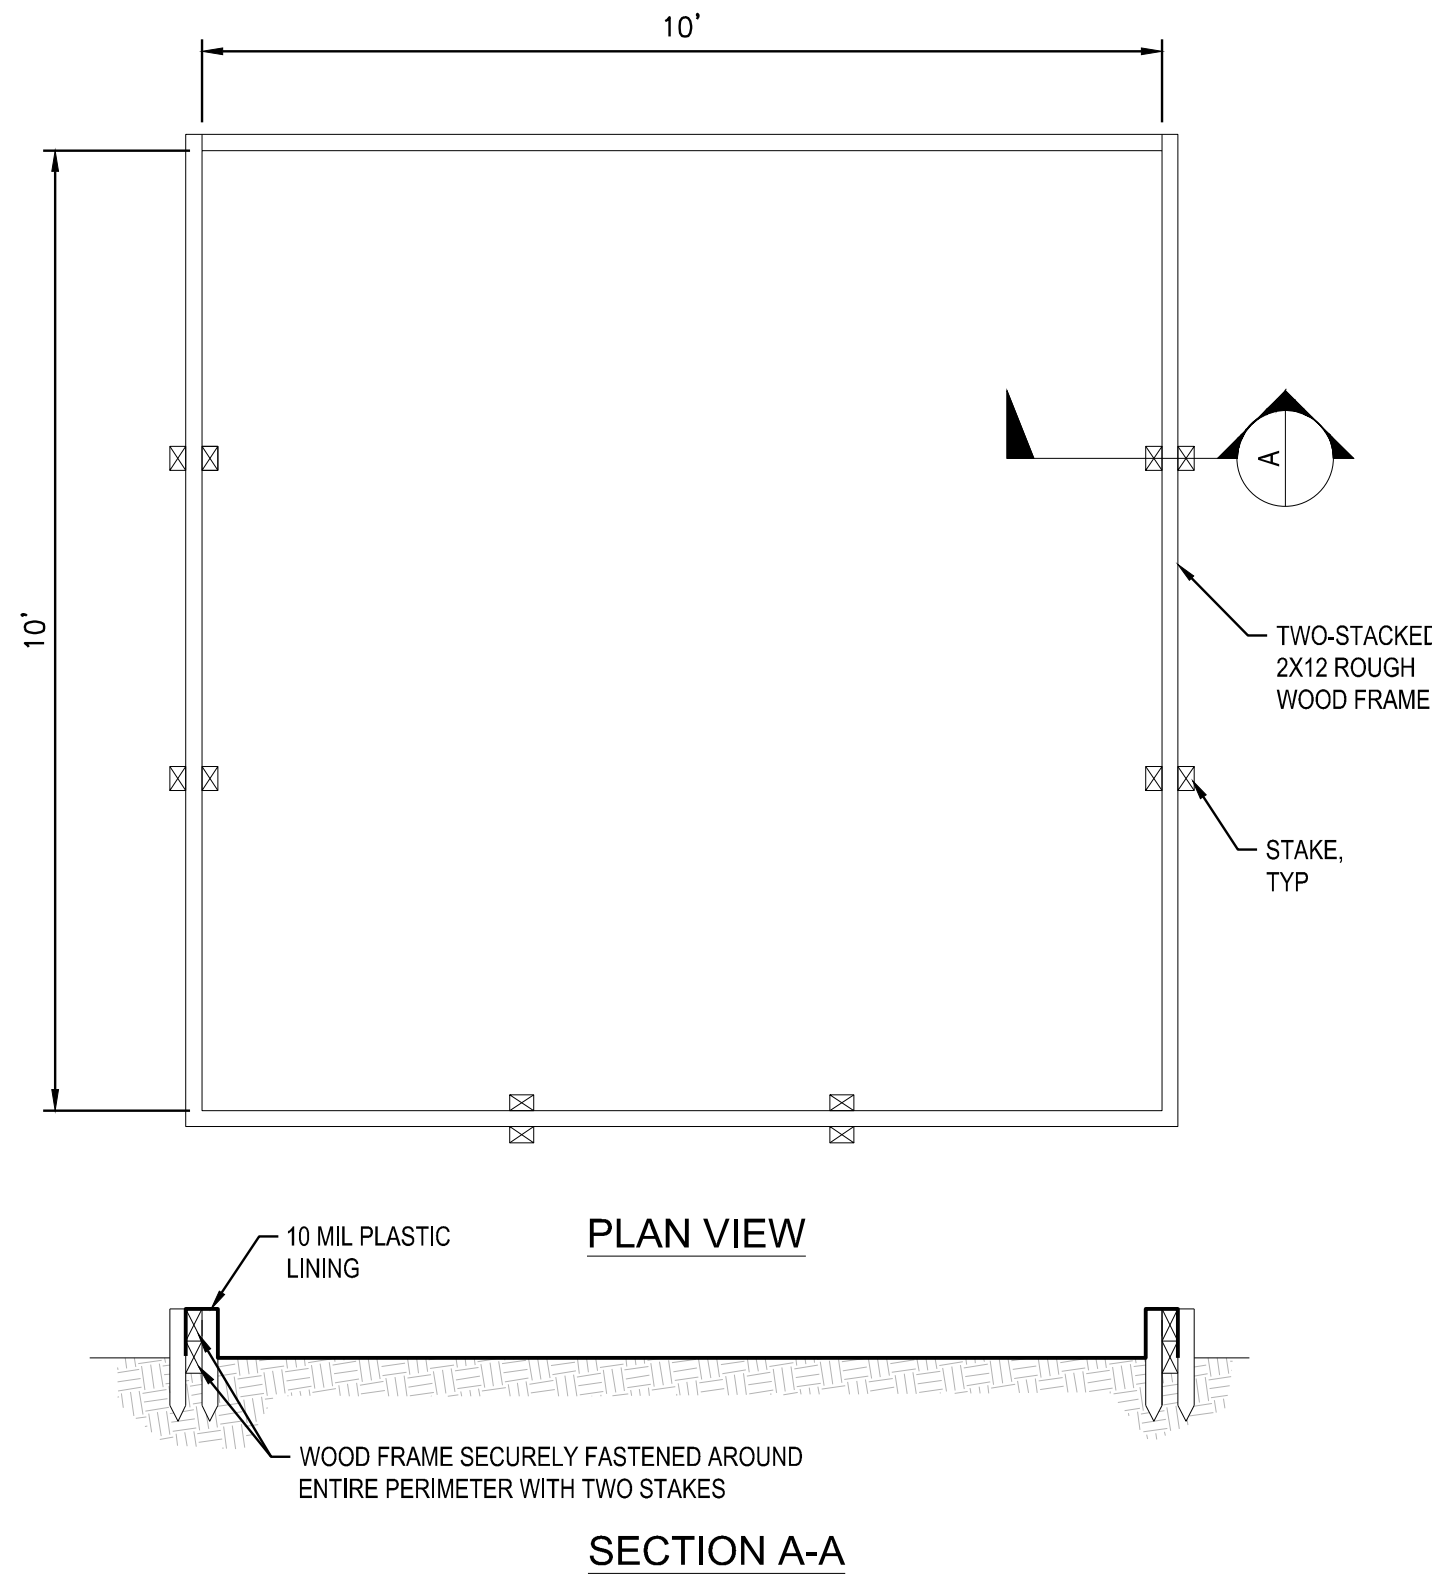 10'
10'
A
TWO-STACKED
2X12 ROUGH
WOOD FRAME
STAKE,
TYP
PLAN VIEW
10 MIL PLASTIC
LINING
WOOD FRAME SECURELY FASTENED AROUND
ENTIRE PERIMETER WITH TWO STAKES
SECTION A-A